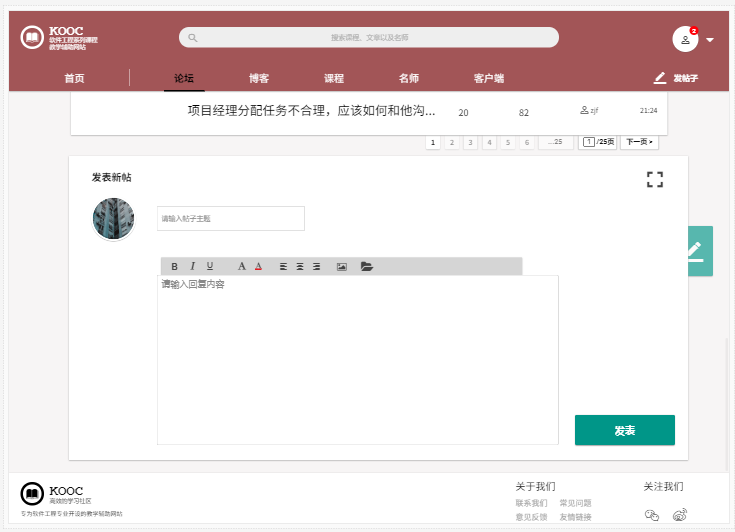 KOOC
软件工程系列课程
教学辅助网站
搜索课程、文章以及名师
2
首页 论坛 博客 课程 名师 客户端 发帖子
项目经理分配任务不合理，应该如何和他沟... 20 82 zjf 21:24
1 2 3 4 5 6 ...25 1 /25页 下一页 >
发表新帖
请输入帖子主题
B I U A A
请输入回复内容
发表
KOOC
高效的学习社区
专为软件工程专业开设的教学辅助网站
关于我们 关注我们
联系我们 常见问题
意见反馈 友情链接